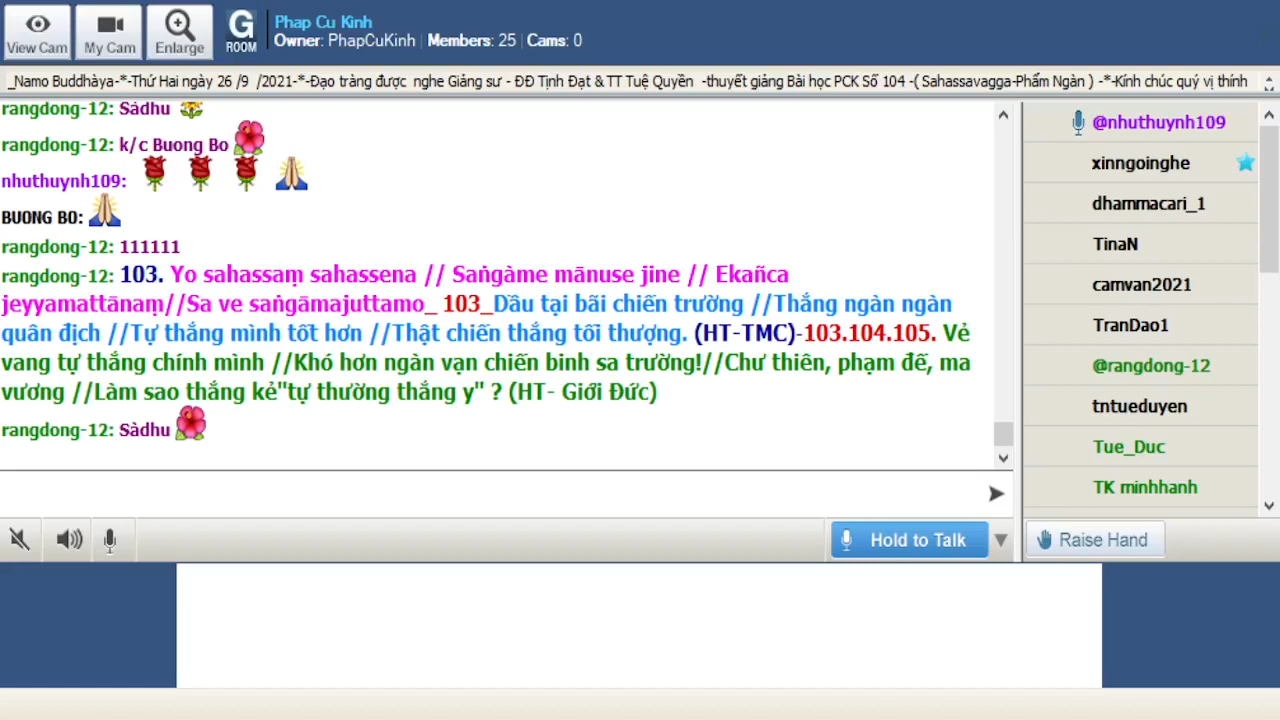 View Cam
My Cam
Enlarge
G
ROOM
Phap Cu Kinh
Owner: PhapCuKinh | Members: 25 | Cams: 0
_Namo Buddhàya-*-Thứ Hai ngày 26 /9 /2021-*-Đạo tràng được nghe Giảng sư - ĐĐ Tịnh Đạt & TT Tuệ Quyền -thuyết giảng Bài học PCK Số 104 -( Sahassavagga-Phẩm Ngàn ) -*-Kính chúc quý vị thính
rangdong-12: Sàdhu
rangdong-12: k/c Buong Bo
nhuthuynh109:
BUONG BO:
rangdong-12: 111111
rangdong-12: 103. Yo sahassaṃ sahassena // Saṅgàme mānuse jine // Ekañca
jeyyamattānaṃ//Sa ve saṅgāmajuttamo_ 103_Dầu tại bãi chiến trường //Thắng ngàn ngàn
quân địch //Tự thắng mình tốt hơn //Thật chiến thắng tối thượng. (HT-TMC)-103.104.105. Vẻ
vang tự thắng chính mình //Khó hơn ngàn vạn chiến binh sa trường!//Chư thiên, phạm đế, ma
vương //Làm sao thắng kẻ"tự thường thắng y" ? (HT- Giới Đức)
rangdong-12: Sàdhu
@nhuthuynh109
xinngoinghe
dhammacari_1
TinaN
camvan2021
TranDao1
@rangdong-12
tntueduyen
Tue_Duc
TK minhhanh
Hold to Talk
Raise Hand